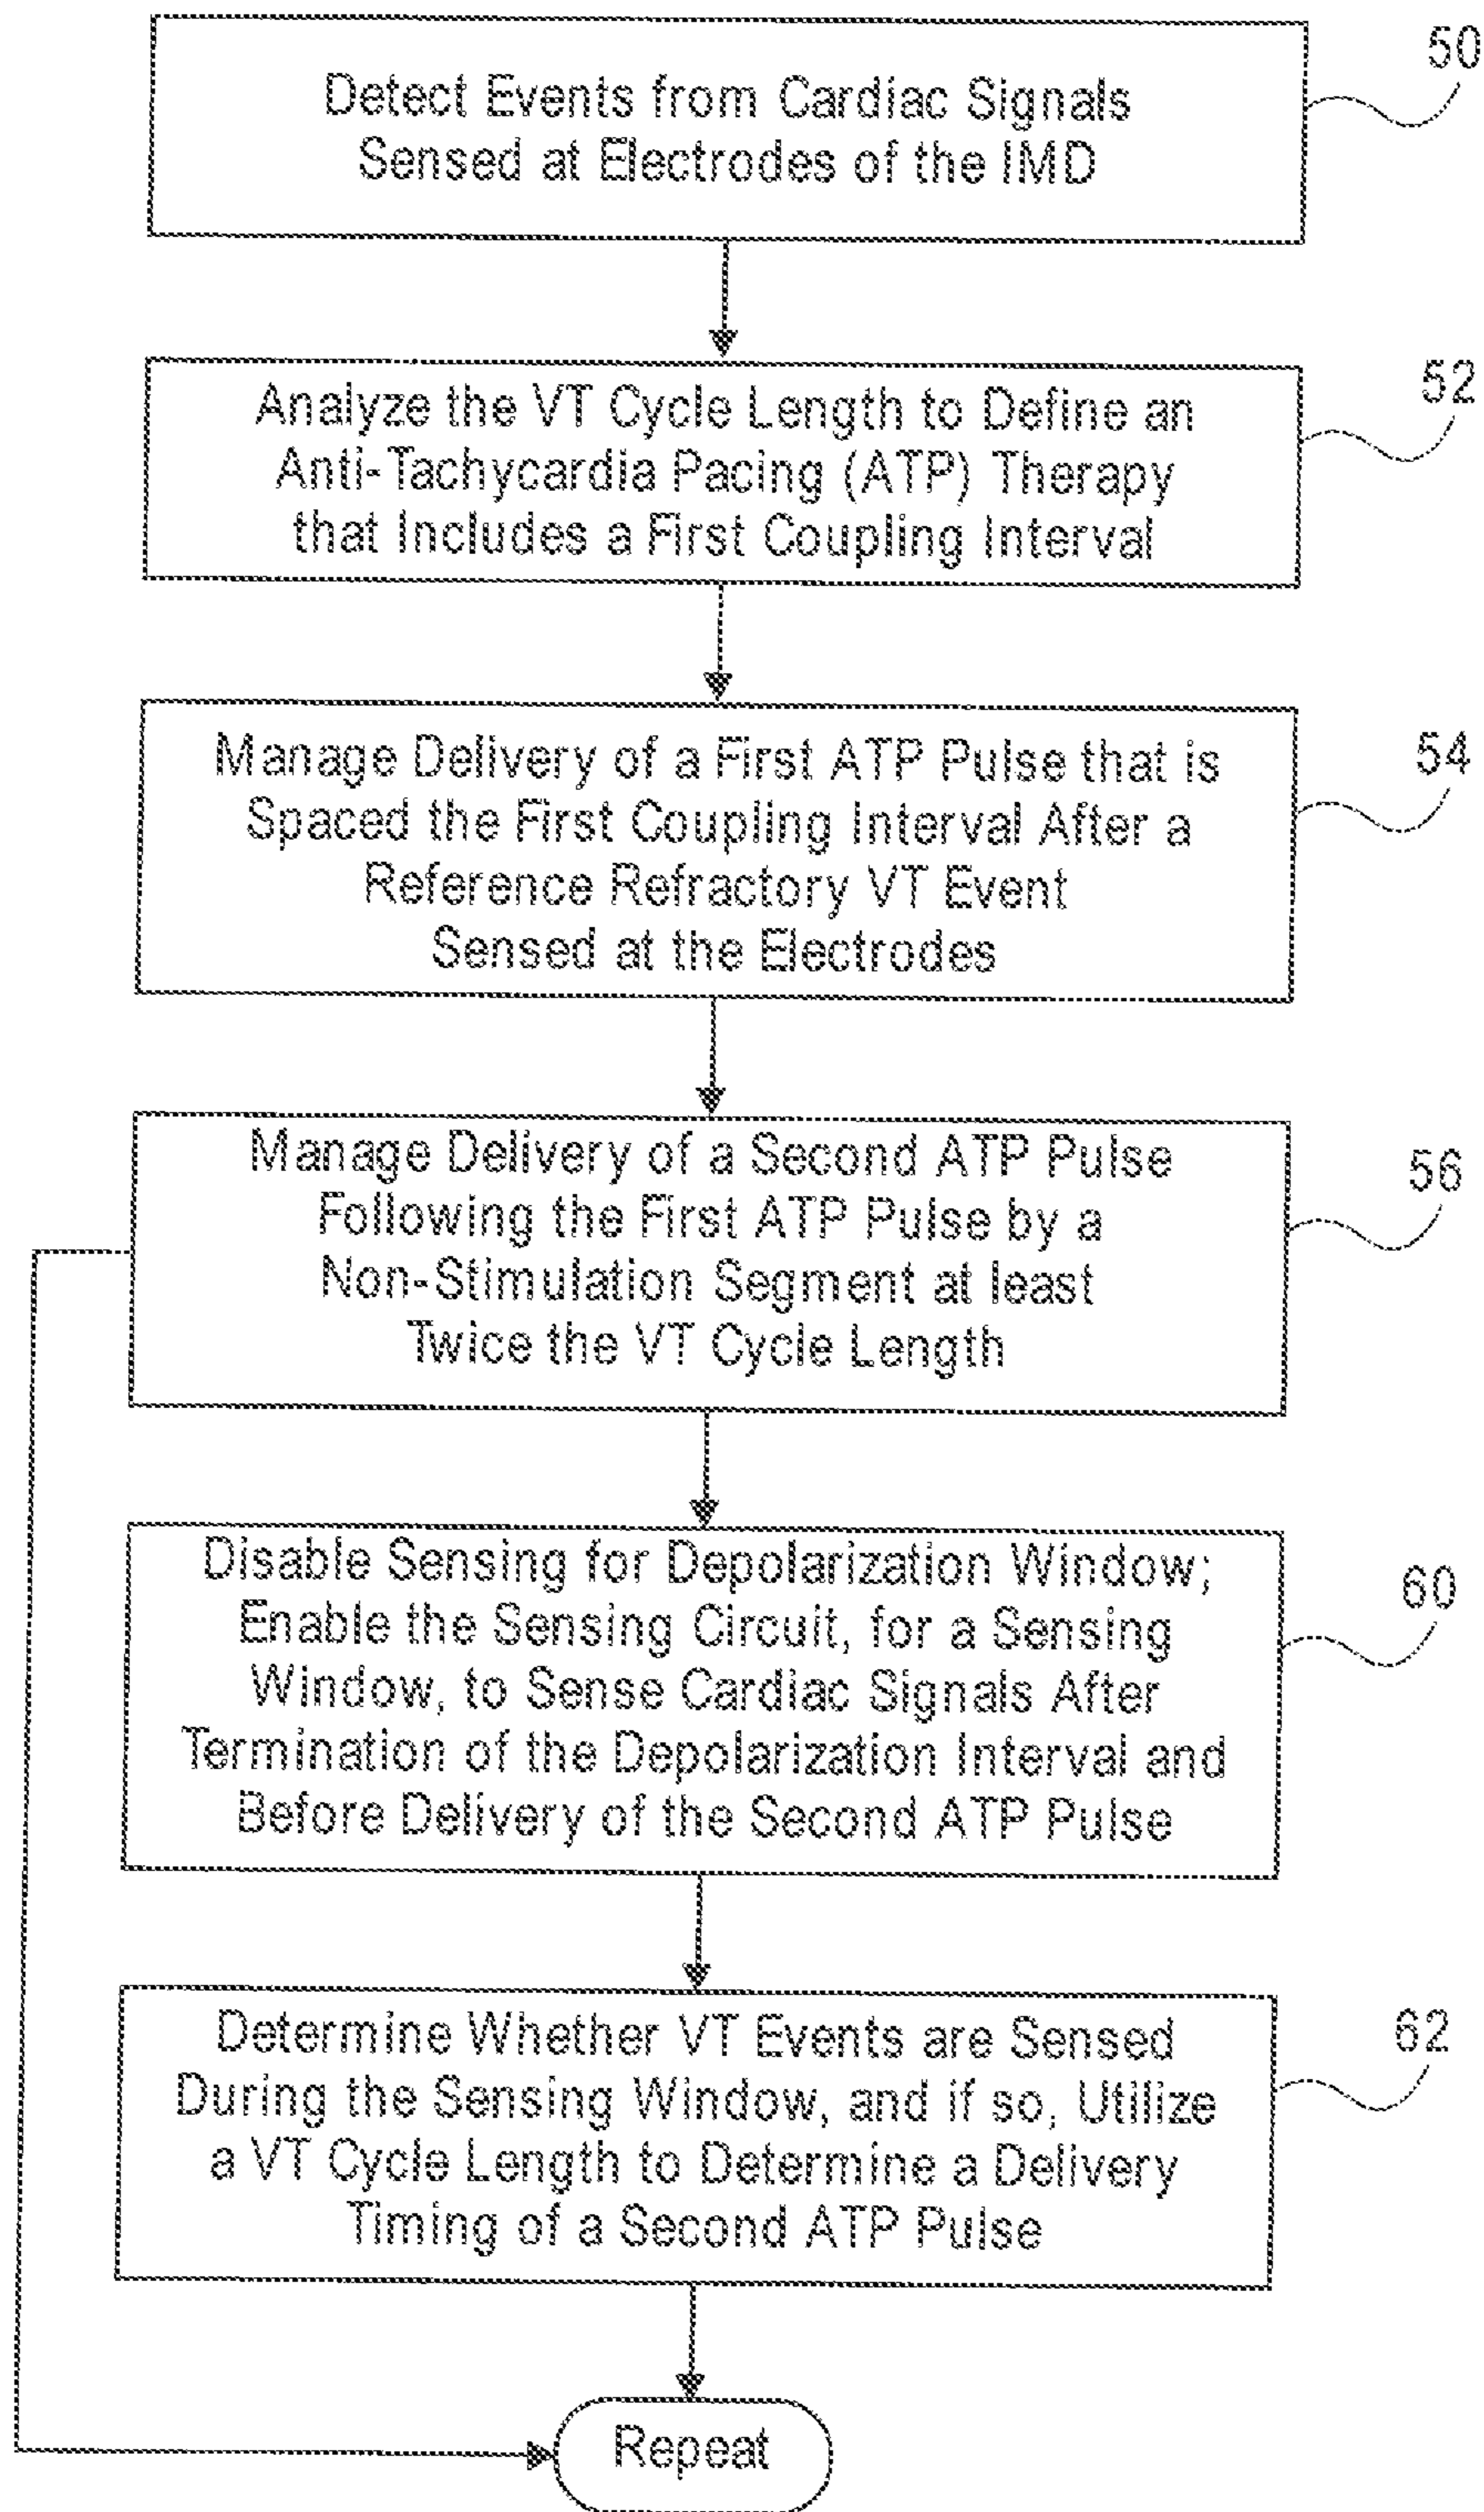 Detect Events from Cardiac Signals
Sensed at Electrodes of the IMD
50
Analyze the VT Cycle Length to Define an
Anti-Tachycardia Pacing (ATP) Therapy
that Includes a First Coupling Interval
52
Manage Delivery of a First ATP Pulse that is
Spaced the First Coupling Interval After a
Reference Refractory VT Event
Sensed at the Electrodes
54
Manage Delivery of a Second ATP Pulse
Following the First ATP Pulse by a
Non-Stimulation Segment at least
Twice the VT Cycle Length
56
Disable Sensing for Depolarization Window;
Enable the Sensing Circuit, for a Sensing
Window, to Sense Cardiac Signals After
Termination of the Depolarization Interval and
Before Delivery of the Second ATP Pulse
60
Determine Whether VT Events are Sensed
During the Sensing Window, and if so, Utilize
a VT Cycle Length to Determine a Delivery
Timing of a Second ATP Pulse
62
Repeat